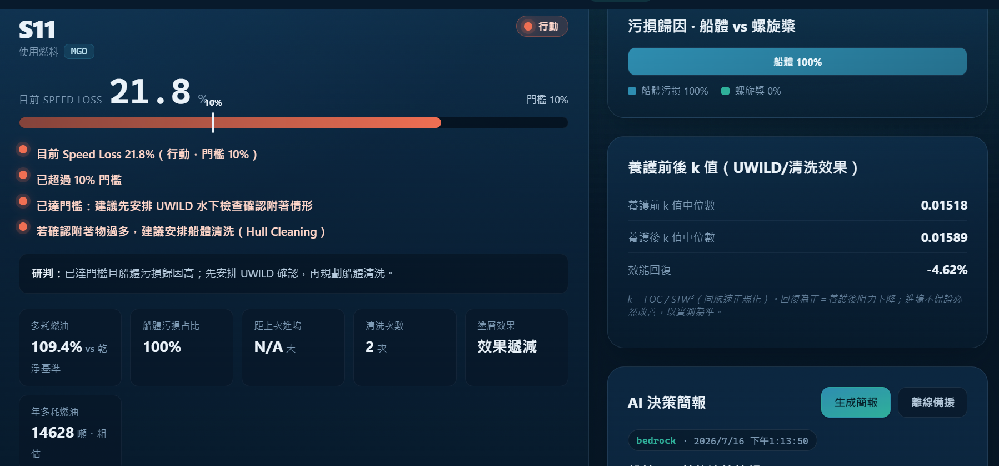 S11
行動
使用燃料 MGO
目前 SPEED LOSS 21.8 %
10%
門檻 10%
目前 Speed Loss 21.8%（行動，門檻 10%）
已超過 10% 門檻
已達門檻：建議先安排 UWILD 水下檢查確認附著情形
若確認附著物過多，建議安排船體清洗（Hull Cleaning）
研判：已達門檻且船體污損歸因高；先安排 UWILD 確認，再規劃船體清洗。
多耗燃油
109.4% vs 乾
淨基準
船體污損占比
100%
距上次進塢
N/A 天
清洗次數
2 次
塗層效果
效果遞減
年多耗燃油
14628 噸 · 粗
估
污損歸因 · 船體 vs 螺旋槳
船體 100%
船體污損 100%
螺旋槳 0%
養護前後 k 值（UWILD/清洗效果）
養護前 k 值中位數 0.01518
養護後 k 值中位數 0.01589
效能回復 -4.62%
k = FOC / STW³（同航速正規化）。回復為正 = 養護後阻力下降；進塢不保證必
然改善，以實測為準。
AI 決策簡報
生成簡報
離線備援
bedrock · 2026/7/16 下午1:13:50